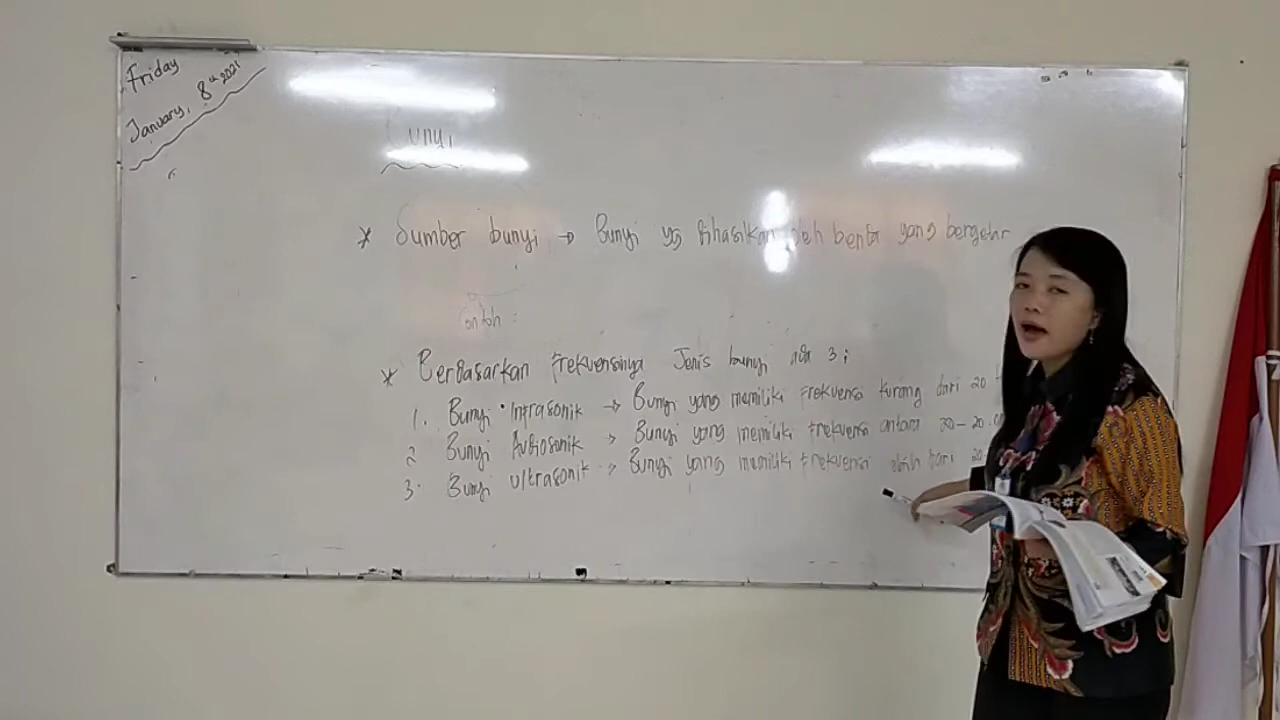 Friday
January, 8th 2021
Bunyi
* Sumber bunyi → Bunyi yg dihasilkan oleh benda yang bergetar
Contoh :
* Berdasarkan Frekuensinya Jenis bunyi ada 3 :
1. Bunyi Infrasonik → Bunyi yang memiliki frekuensi kurang dari 20
2 Bunyi Audiosonik → Bunyi yang memiliki frekuensi antara 20 - 20.
3. Bunyi Ultrasonik → Bunyi yang memiliki frekuensi dari 20